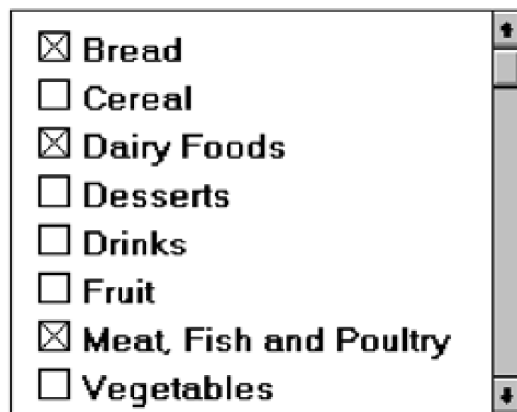 Bread
Cereal
Dairy Foods
Desserts
Drinks
Fruit
Meat, Fish and Poultry
Vegetables